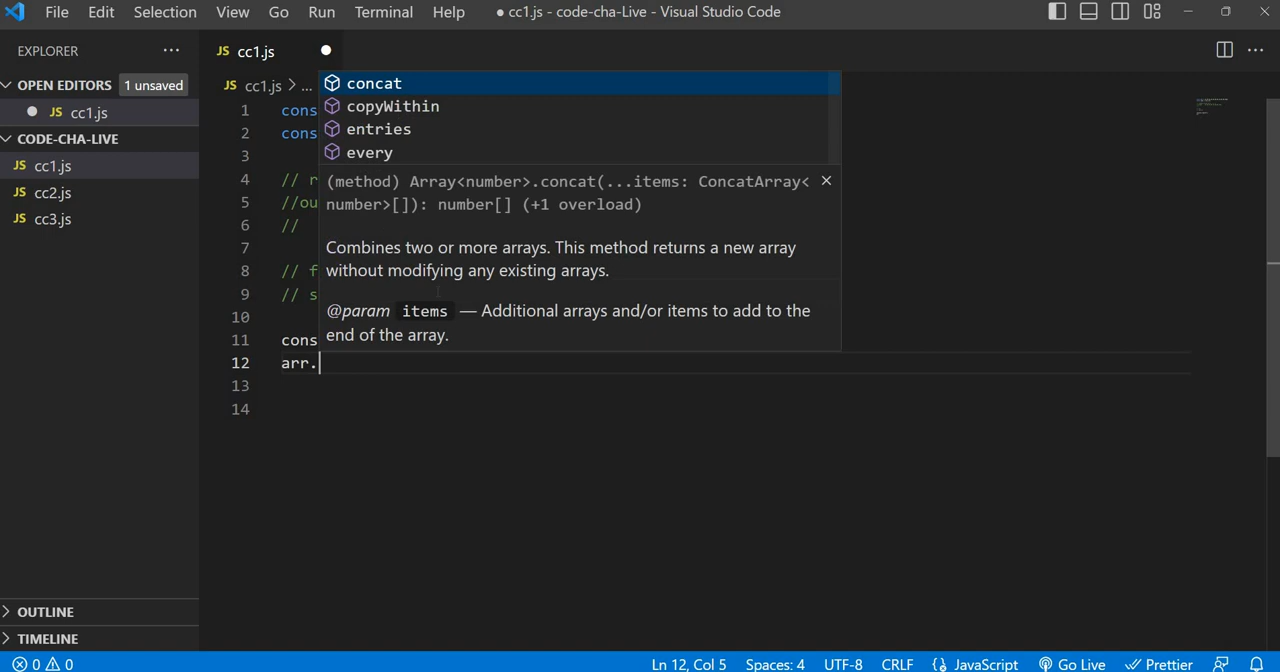 File Edit Selection View Go Run Terminal Help ● cc1.js - code-cha-Live - Visual Studio Code
EXPLORER ...
JS cc1.js
OPEN EDITORS 1 unsaved
JS cc1.js > ...
JS cc1.js
CODE-CHA-LIVE
JS cc1.js
JS cc2.js
JS cc3.js
1 cons
2 cons
3
4 // r
5 //ou
6 //
7
8 // f
9 // s
10
11 cons
12 arr.
13
14
concat
copyWithin
entries
every
(method) Array<number>.concat(...items: ConcatArray<
number>[]): number[] (+1 overload)
Combines two or more arrays. This method returns a new array
without modifying any existing arrays.
@param items — Additional arrays and/or items to add to the
end of the array.
OUTLINE
TIMELINE
0 0 Ln 12, Col 5 Spaces: 4 UTF-8 CRLF {} JavaScript Go Live Prettier